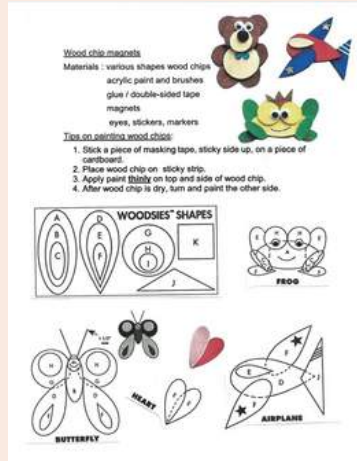 Wood chip magnets
Materials : various shapes wood chips
acrylic paint and brushes
glue / double-sided tape
magnets
eyes, stickers, markers
Tips on painting wood chips:
1. Stick a piece of masking tape, sticky side up, on a piece of
cardboard.
2. Place wood chip on sticky strip.
3. Apply paint thinly on top and side of wood chip.
4. After wood chip is dry, turn and paint the other side.
WOODSIES™ SHAPES
A
B
C
D
E
F
G
H
I
J
K
FROG
BUTTERFLY
HEART
AIRPLANE